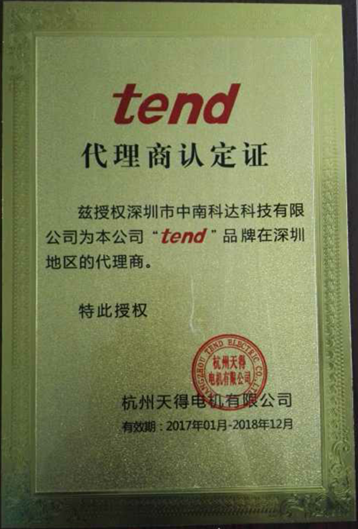 tend
代理商认定证
兹授权深圳市中南科达科技有限
公司为本公司“tend”品牌在深圳
地区的代理商。
特此授权
杭州天得
电机有限公司
杭州天得电机有限公司
有效期：2017年01月-2018年12月